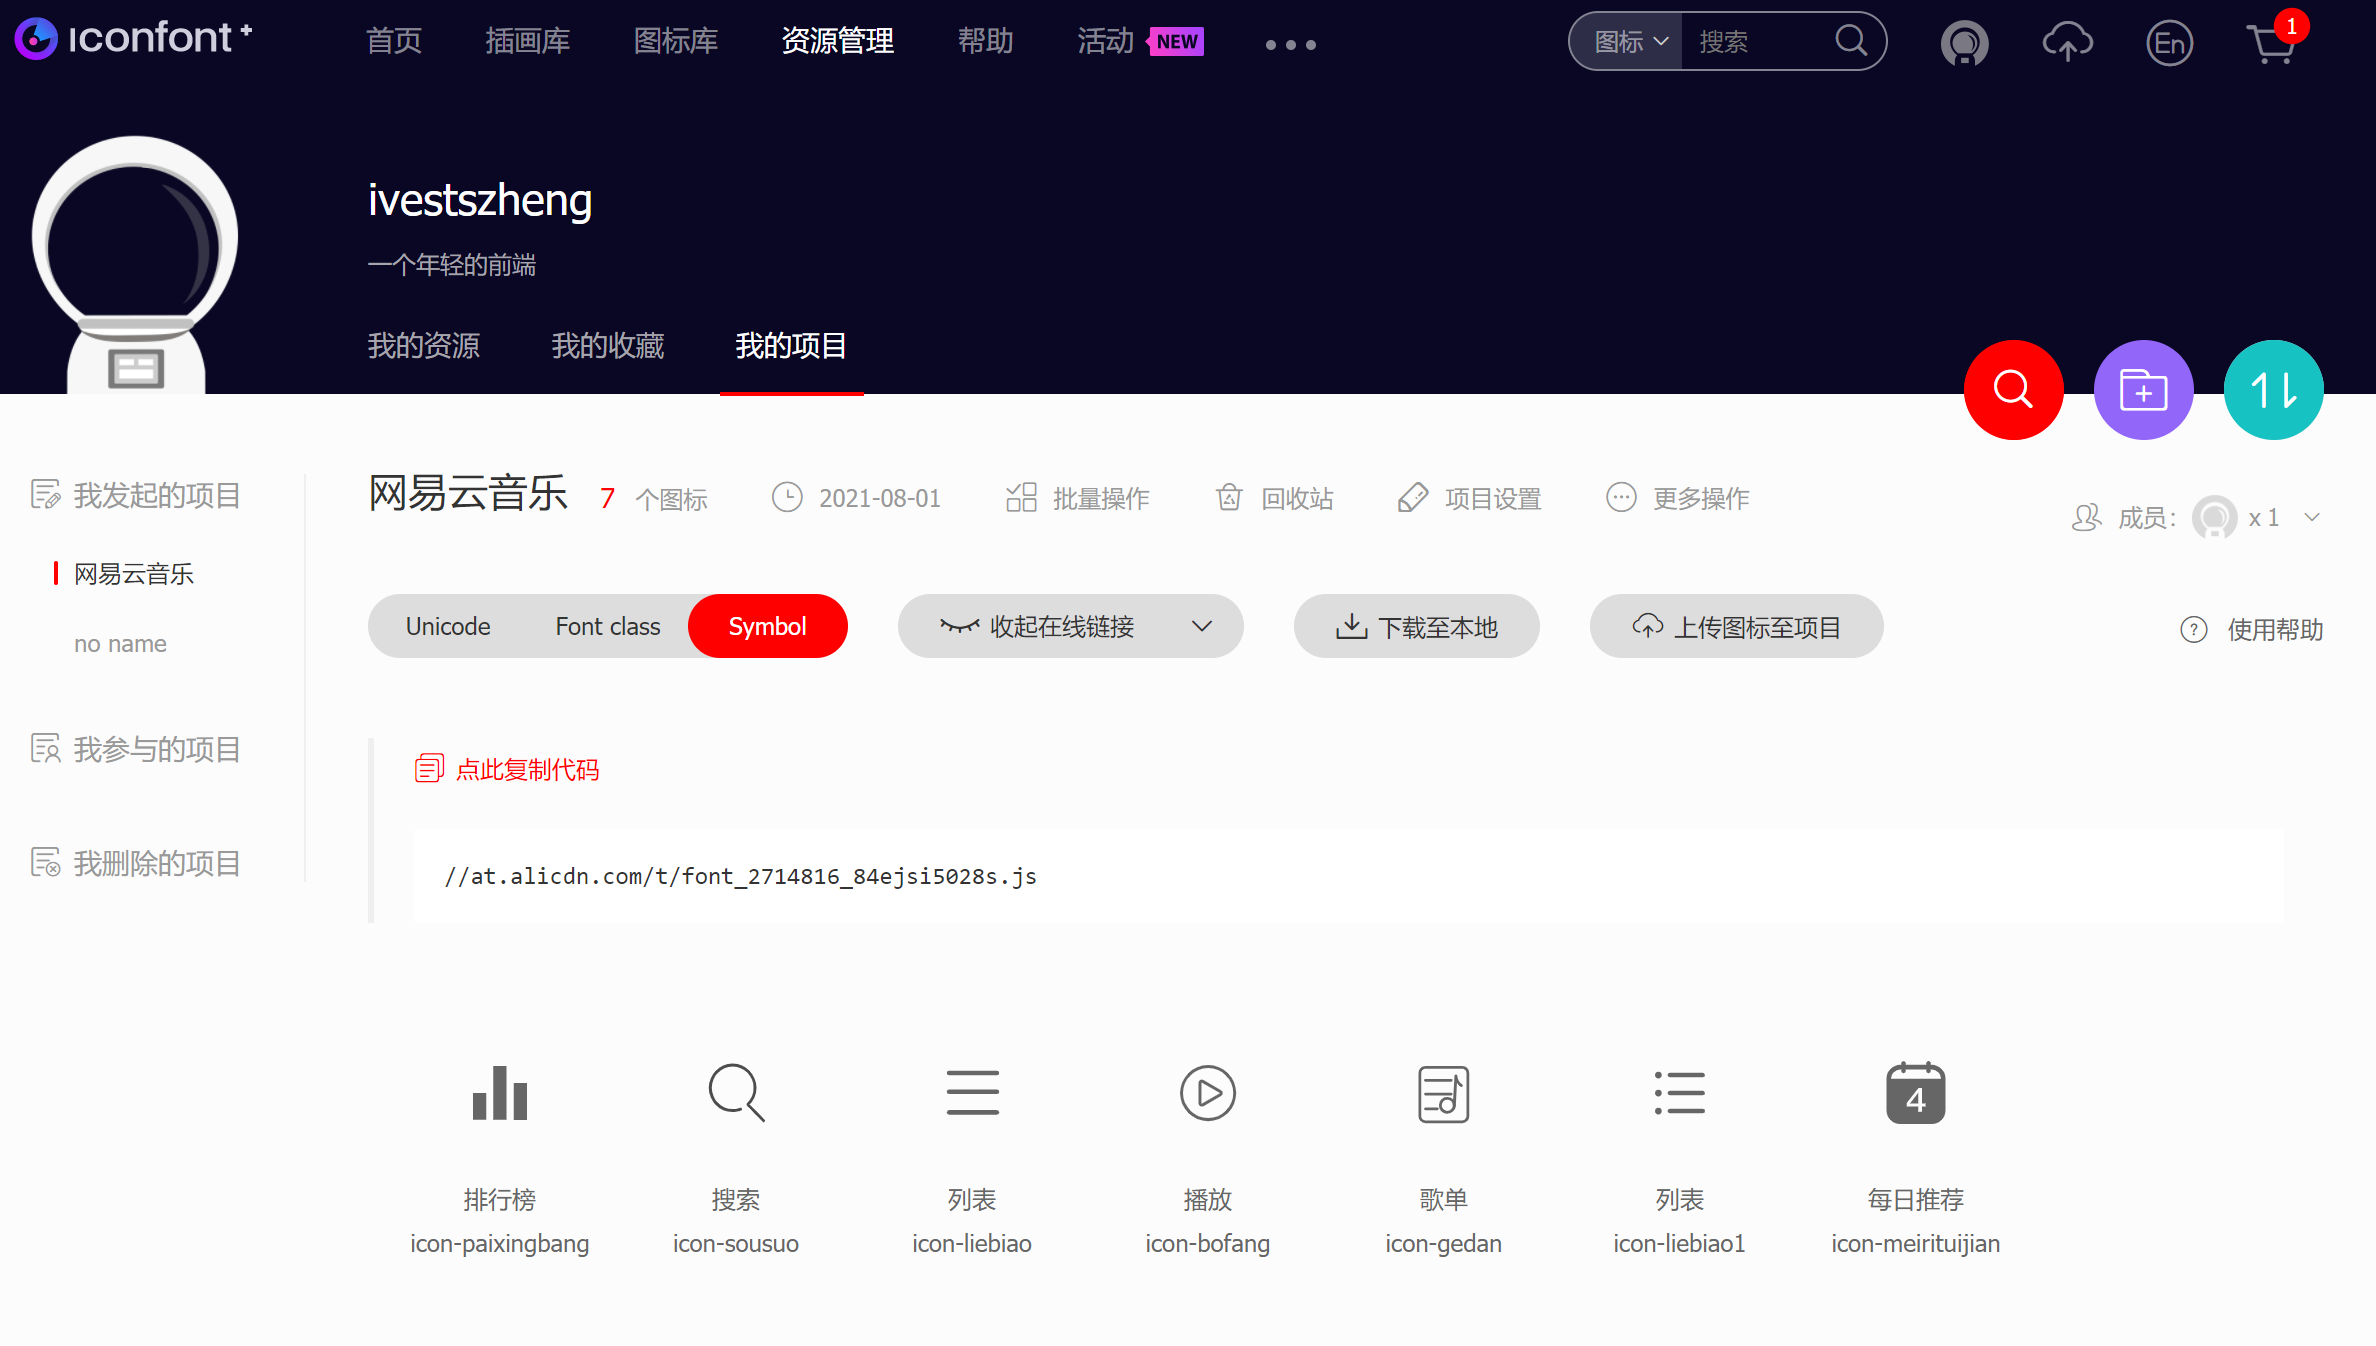 iconfont+
首页 插画库 图标库 资源管理 帮助 活动 NEW
图标 搜索 En 1
ivestszheng
一个年轻的前端
我的资源 我的收藏 我的项目
我发起的项目
网易云音乐
no name
我参与的项目
我删除的项目
网易云音乐 7 个图标 2021-08-01 批量操作 回收站 项目设置 更多操作
成员： x 1
Unicode Font class Symbol 收起在线链接 下载至本地 上传图标至项目 ? 使用帮助
点此复制代码
//at.alicdn.com/t/font_2714816_84ejsi5028s.js
4
排行榜 搜索 列表 播放 歌单 列表 每日推荐
icon-paixingbang icon-sousuo icon-liebiao icon-bofang icon-gedan icon-liebiao1 icon-meirituijian